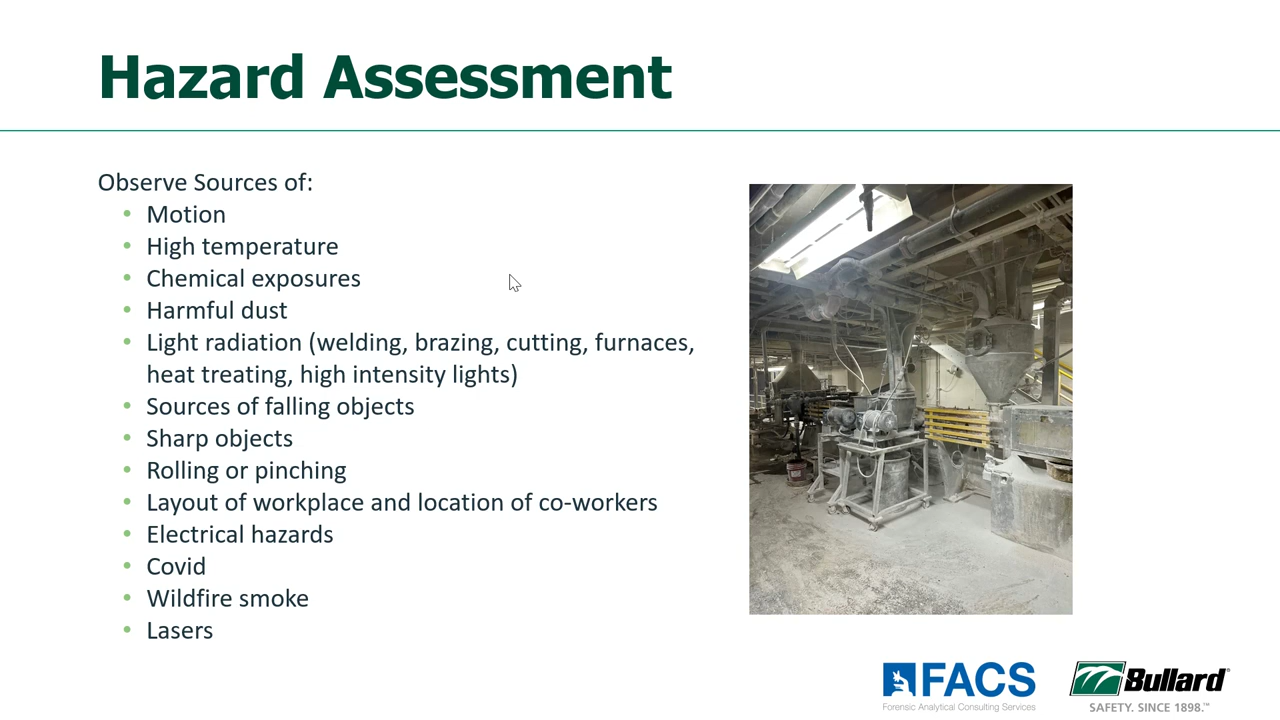 Hazard Assessment
Observe Sources of:
• Motion
• High temperature
• Chemical exposures
• Harmful dust
• Light radiation (welding, brazing, cutting, furnaces,
heat treating, high intensity lights)
• Sources of falling objects
• Sharp objects
• Rolling or pinching
• Layout of workplace and location of co-workers
• Electrical hazards
• Covid
• Wildfire smoke
• Lasers
FACS
Forensic Analytical Consulting Services
Bullard®
SAFETY. SINCE 1898.™